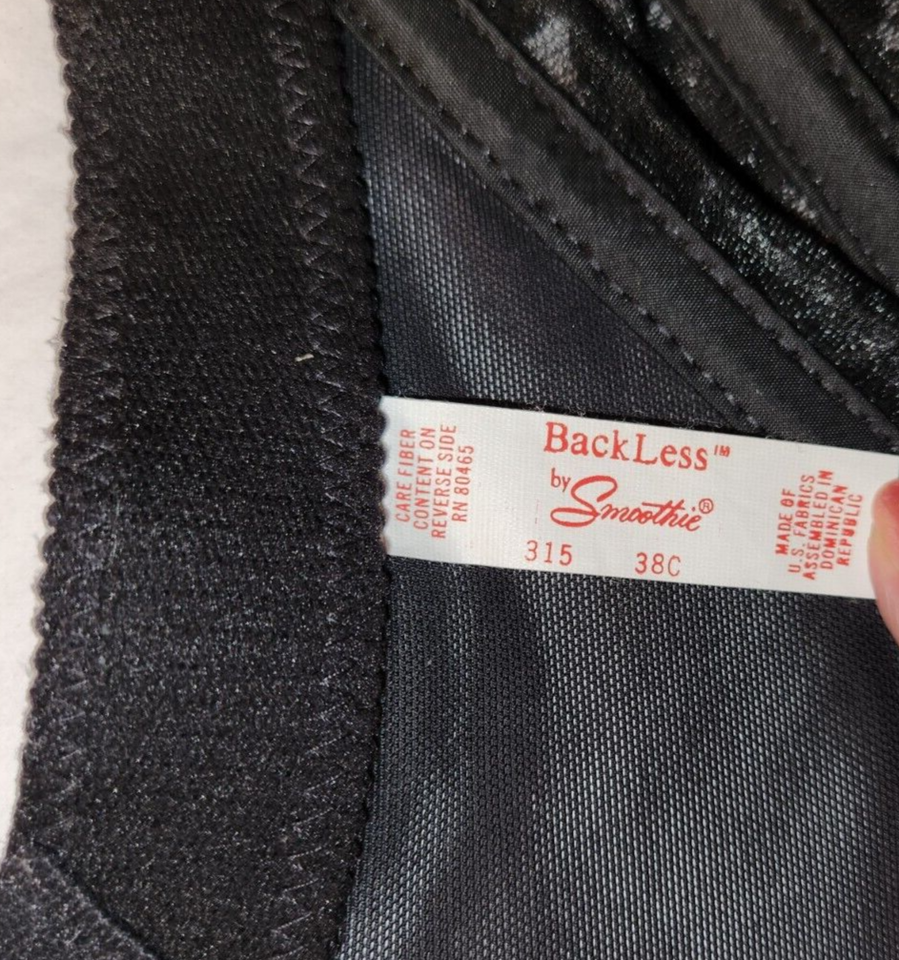 CARE FIBER
CONTENT ON
REVERSE SIDE
RN 80465
BackLess™
by Smoothie®
315 38C
MADE OF
U.S. FABRICS
ASSEMBLED IN
DOMINICAN
REPUBLIC